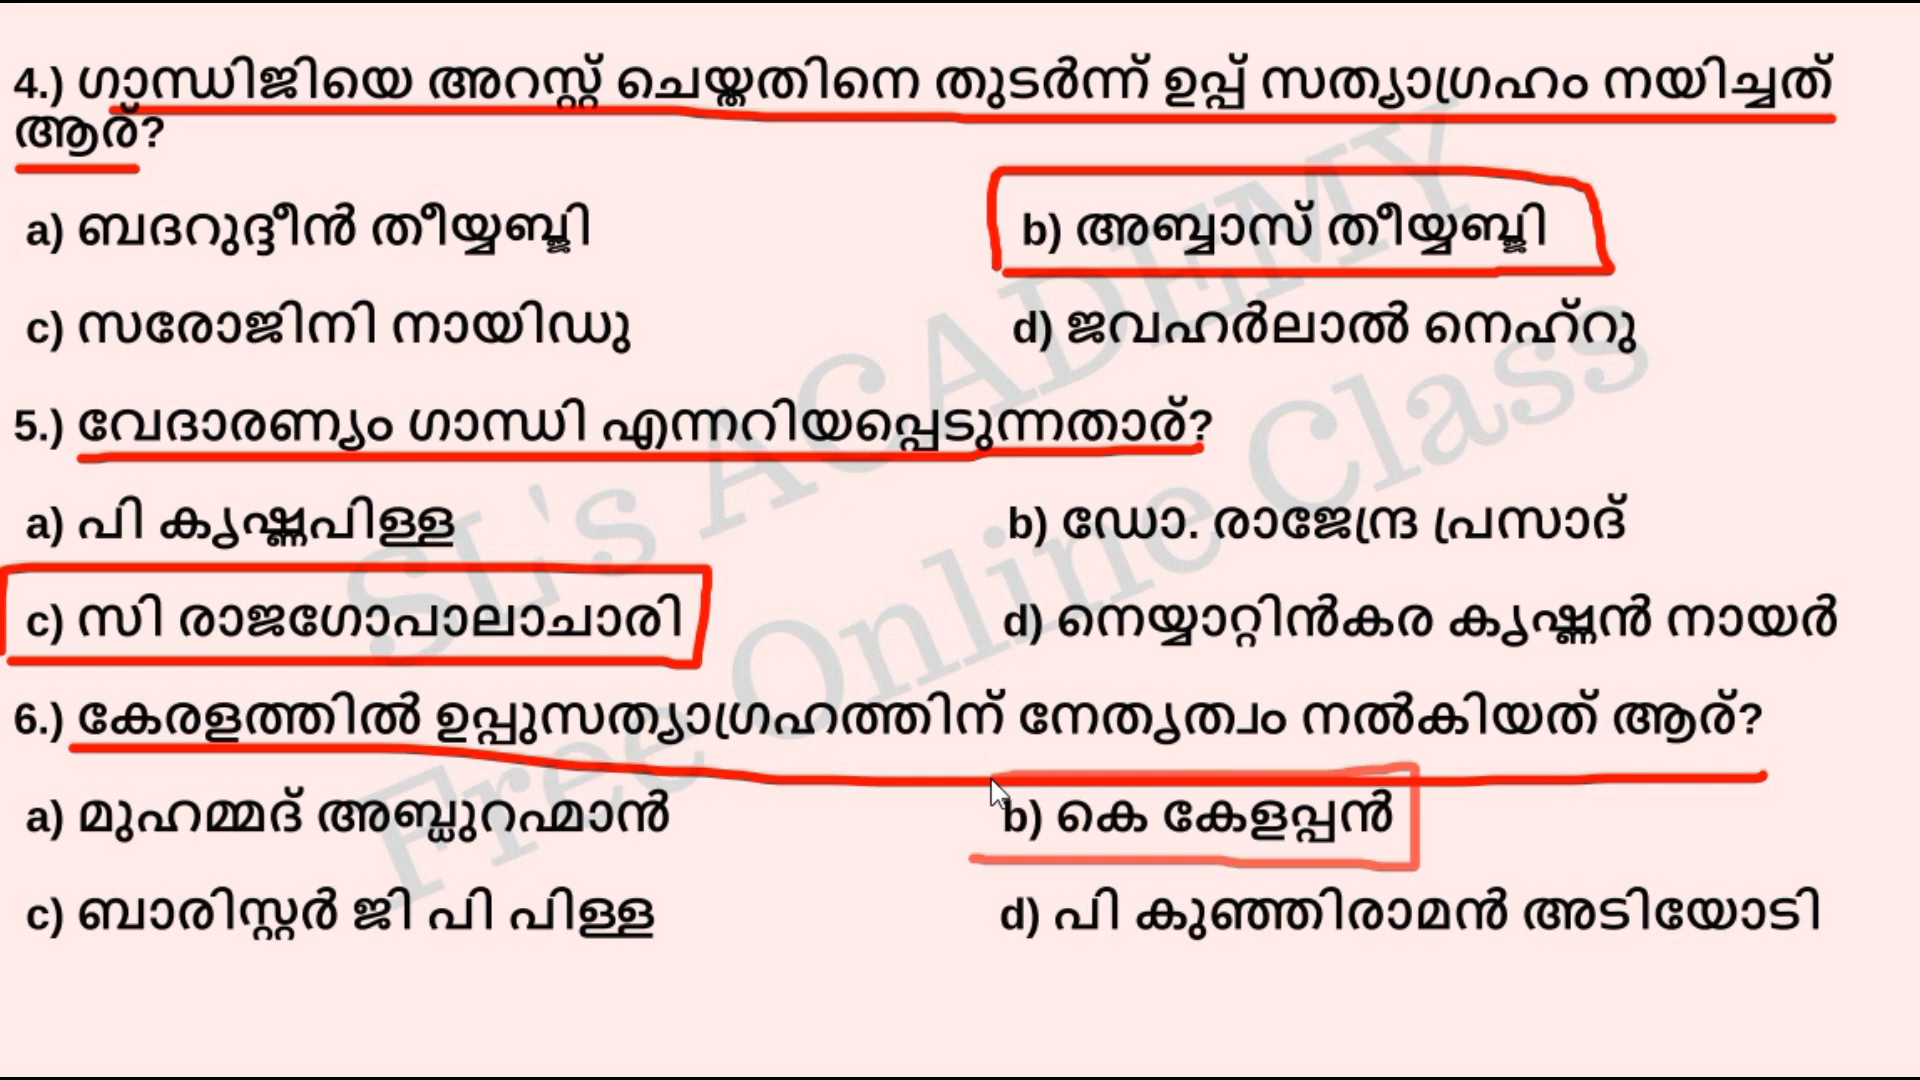 4.) ഗാന്ധിജിയെ അറസ്റ്റ് ചെയ്തതിനെ തുടർന്ന് ഉപ്പ് സത്യാഗ്രഹം നയിച്ചത്
ആര്?
a) ബദറുദ്ദീൻ തീയ്യബ്ജി b) അബ്ബാസ് തീയ്യബ്ജി
c) സരോജിനി നായിഡു d) ജവഹർലാൽ നെഹ്റു
5.) വേദാരണ്യം ഗാന്ധി എന്നറിയപ്പെടുന്നതാര്?
a) പി കൃഷ്ണപിള്ള b) ഡോ. രാജേന്ദ്ര പ്രസാദ്
c) സി രാജഗോപാലാചാരി d) നെയ്യാറ്റിൻകര കൃഷ്ണൻ നായർ
6.) കേരളത്തിൽ ഉപ്പുസത്യാഗ്രഹത്തിന് നേതൃത്വം നൽകിയത് ആര്?
a) മുഹമ്മദ് അബ്ദുറഹ്മാൻ b) കെ കേളപ്പൻ
c) ബാരിസ്റ്റർ ജി പി പിള്ള d) പി കുഞ്ഞിരാമൻ അടിയോടി
SL's ACADEMY
Free Online Class